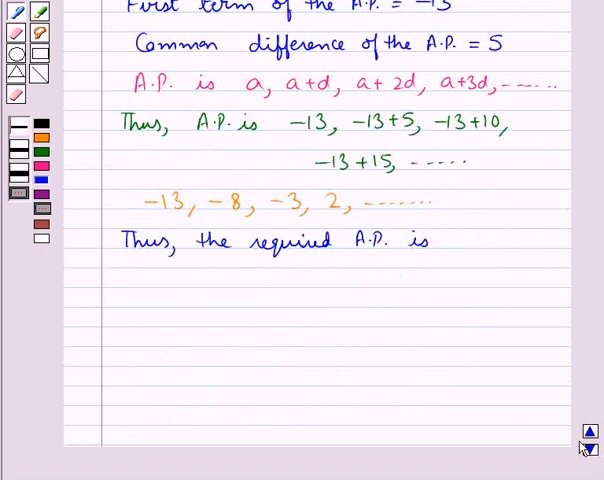 First term of the A.P. = -13
Common difference of the A.P. = 5
A.P. is a, a+d, a+2d, a+3d, ........
Thus, A.P. is -13, -13+5, -13+10,
-13+15, ......
-13, -8, -3, 2, ........
Thus, the required A.P. is